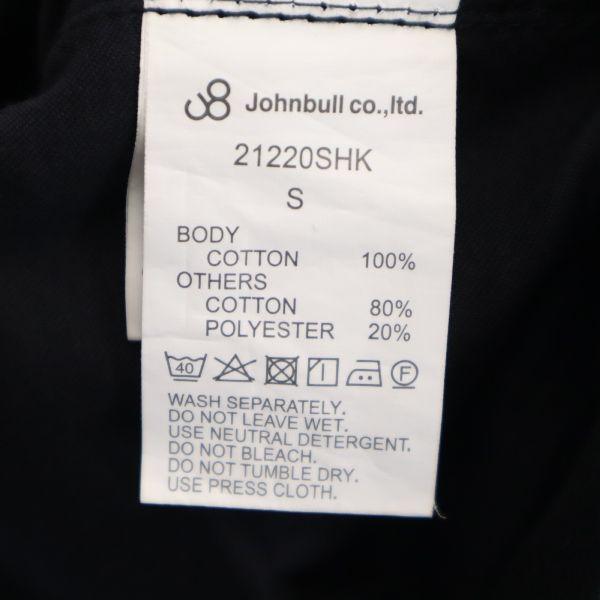 Johnbull co.,ltd.
21220SHK
S
BODY
COTTON 100%
OTHERS
COTTON 80%
POLYESTER 20%
40 F
WASH SEPARATELY.
DO NOT LEAVE WET.
USE NEUTRAL DETERGENT.
DO NOT BLEACH.
DO NOT TUMBLE DRY.
USE PRESS CLOTH.